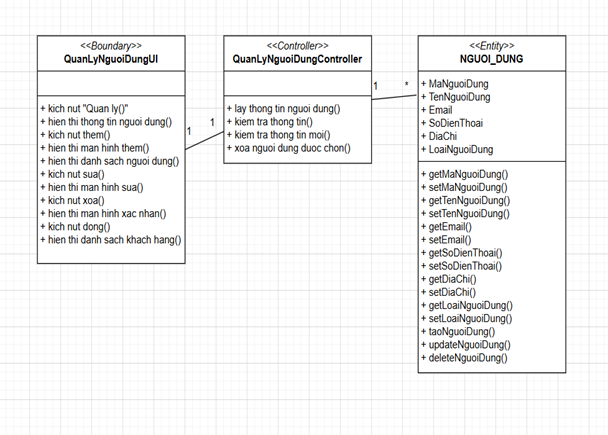 <<Boundary>>
QuanLyNguoiDungUI
+ kich nut "Quan ly()"
+ hien thi thong tin nguoi dung()
+ kich nut them()
+ hien thi man hinh them()
+ hien thi danh sach nguoi dung()
+ kich nut sua()
+ hien thi man hinh sua()
+ kich nut xoa()
+ hien thi man hinh xac nhan()
+ kich nut dong()
+ hien thi danh sach khach hang()
1
1
<<Controller>>
QuanLyNguoiDungController
+ lay thong tin nguoi dung()
+ kiem tra thong tin()
+ kiem tra thong tin moi()
+ xoa nguoi dung duoc chon()
1
*
<<Entity>>
NGUOI_DUNG
+ MaNguoiDung
+ TenNguoiDung
+ Email
+ SoDienThoai
+ DiaChi
+ LoaiNguoiDung
+ getMaNguoiDung()
+ setMaNguoiDung()
+ getTenNguoiDung()
+ setTenNguoiDung()
+ getEmail()
+ setEmail()
+ getSoDienThoai()
+ setSoDienThoai()
+ getDiaChi()
+ setDiaChi()
+ getLoaiNguoiDung()
+ setLoaiNguoiDung()
+ taoNguoiDung()
+ updateNguoiDung()
+ deleteNguoiDung()